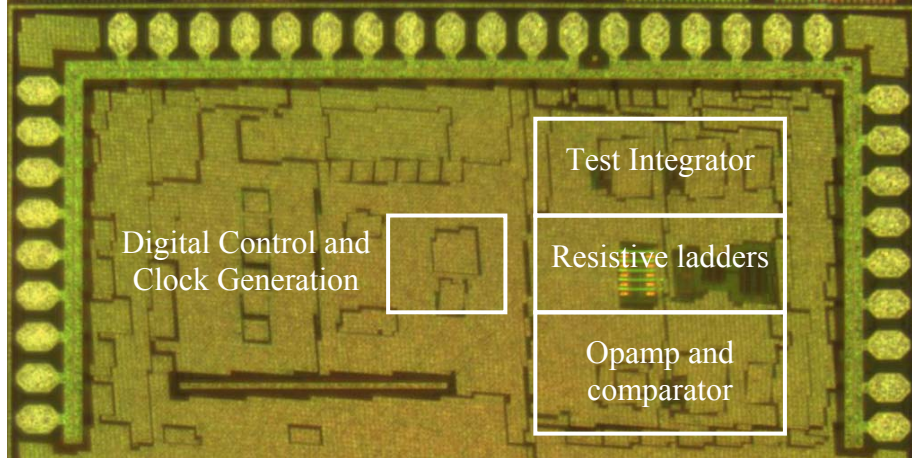 Test Integrator
Digital Control and
Clock Generation
Resistive ladders
Opamp and
comparator